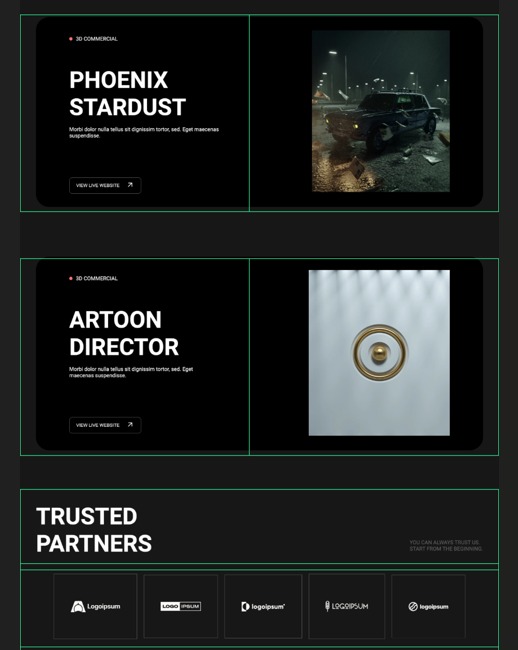 3D COMMERCIAL
PHOENIX
STARDUST
Morbi dolor nulla tellus sit dignissim tortor, sed. Eget maecenas
suspendisse.
VIEW LIVE WEBSITE
3D COMMERCIAL
ARTOON
DIRECTOR
Morbi dolor nulla tellus sit dignissim tortor, sed. Eget
maecenas suspendisse.
VIEW LIVE WEBSITE
TRUSTED
PARTNERS
YOU CAN ALWAYS TRUST US
START FROM THE BEGINNING.
Logoipsum
LOGO IPSUM
logoipsum
LOGOIPSUM
logoipsum